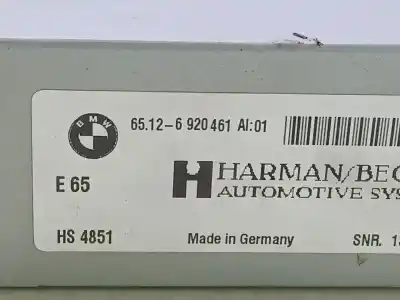 BMW
65.12-6 920 461 AI:01
E 65
HARMAN/BEC
AUTOMOTIVE SYS
HS 4851
Made in Germany
SNR. 13